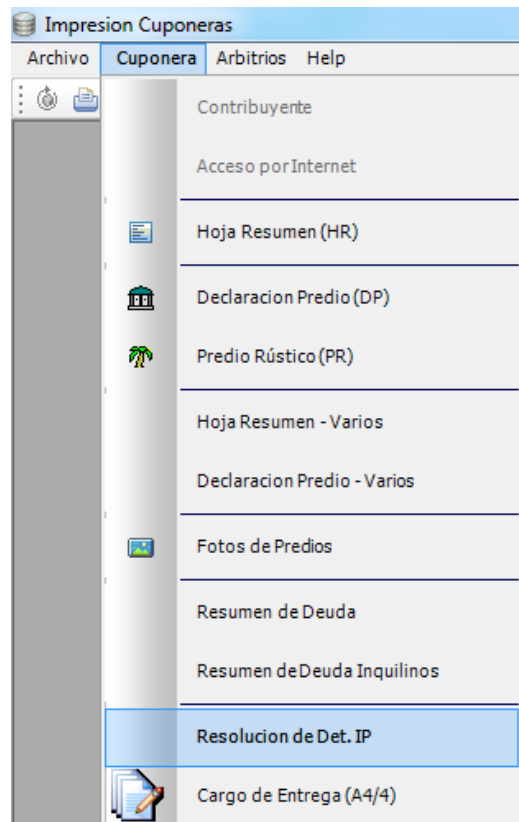 Impresion Cuponeras
Archivo Cuponera Arbitrios Help
Contribuyente
Acceso por Internet
Hoja Resumen (HR)
Declaracion Predio (DP)
Predio Rústico (PR)
Hoja Resumen - Varios
Declaracion Predio - Varios
Fotos de Predios
Resumen de Deuda
Resumen de Deuda Inquilinos
Resolucion de Det. IP
Cargo de Entrega (A4/4)